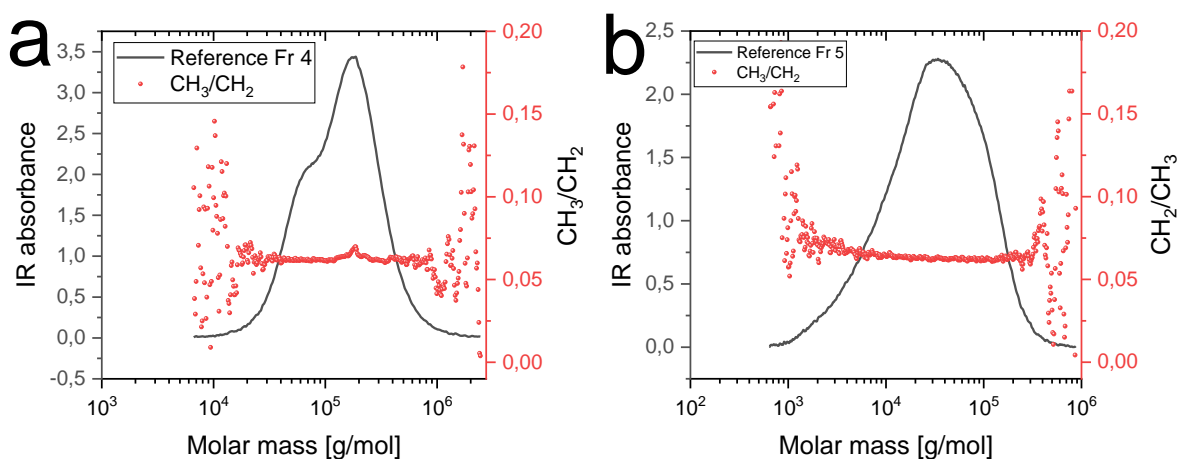 a
Reference Fr 4
CH₃/CH₂
IR absorbance
3,5
3,0
2,5
2,0
1,5
1,0
0,5
0,0
-0,5
0,20
0,15
0,10
0,05
0,00
CH₃/CH₂
10³
10⁴
10⁵
10⁶
Molar mass [g/mol]
b
Reference Fr 5
CH₃/CH₂
IR absorbance
2,5
2,0
1,5
1,0
0,5
0,0
0,20
0,15
0,10
0,05
0,00
CH₂/CH₃
10²
10³
10⁴
10⁵
10⁶
Molar mass [g/mol]